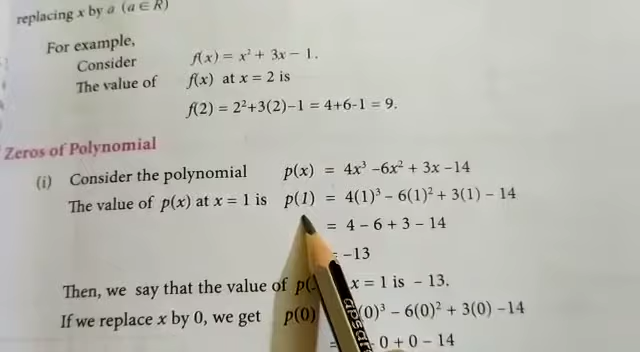 replacing x by a (a ∈ R)
For example,
Consider f(x) = x² + 3x − 1.
The value of f(x) at x = 2 is
f(2) = 2²+3(2)−1 = 4+6-1 = 9.
Zeros of Polynomial
(i) Consider the polynomial p(x) = 4x³ −6x² + 3x −14
The value of p(x) at x = 1 is p(1) = 4(1)³ − 6(1)² + 3(1) − 14
= 4 − 6 + 3 − 14
= −13
Then, we say that the value of p( x = 1 is − 13.
If we replace x by 0, we get p(0) (0)³ − 6(0)² + 3(0) −14
= 0 + 0 − 14
apsara